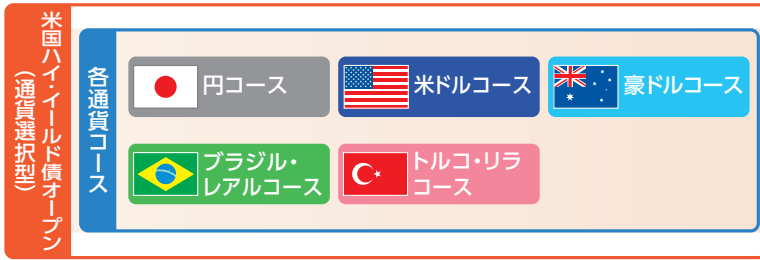 米国ハイ・イールド債オープン
（通貨選択型）
各通貨コース
円コース
米ドルコース
豪ドルコース
ブラジル・
レアルコース
トルコ・リラ
コース